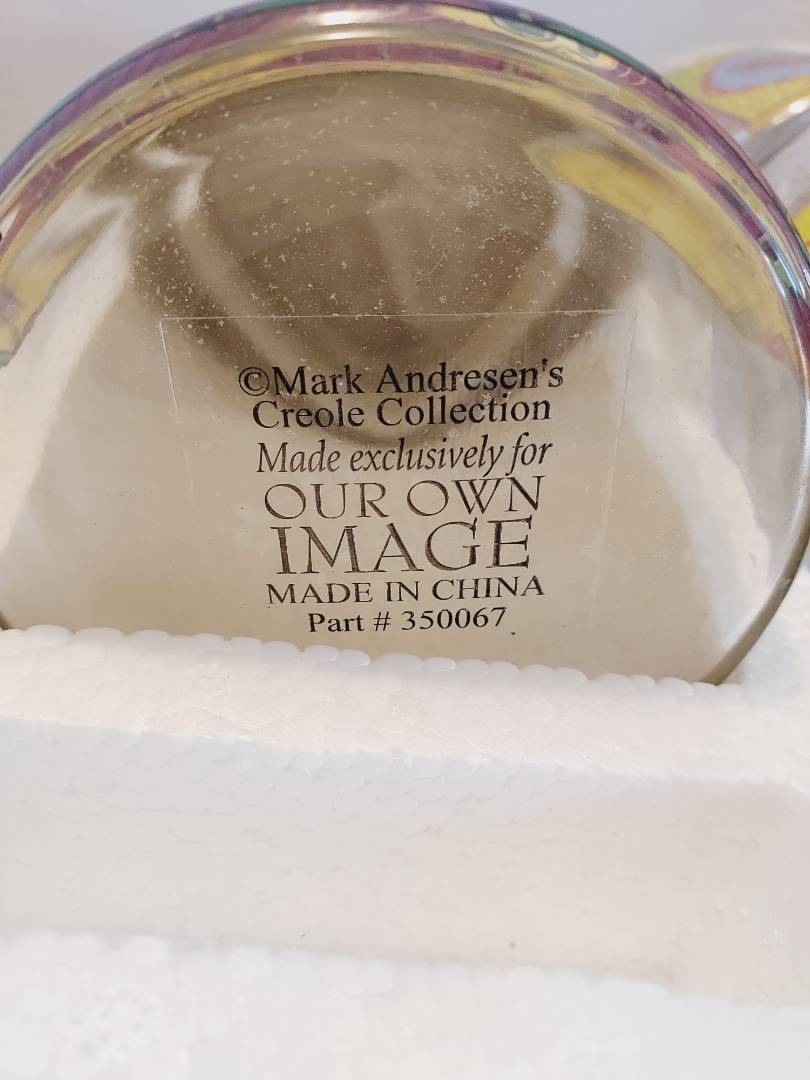 ©Mark Andresen's
Creole Collection
Made exclusively for
OUR OWN
IMAGE
MADE IN CHINA
Part # 350067